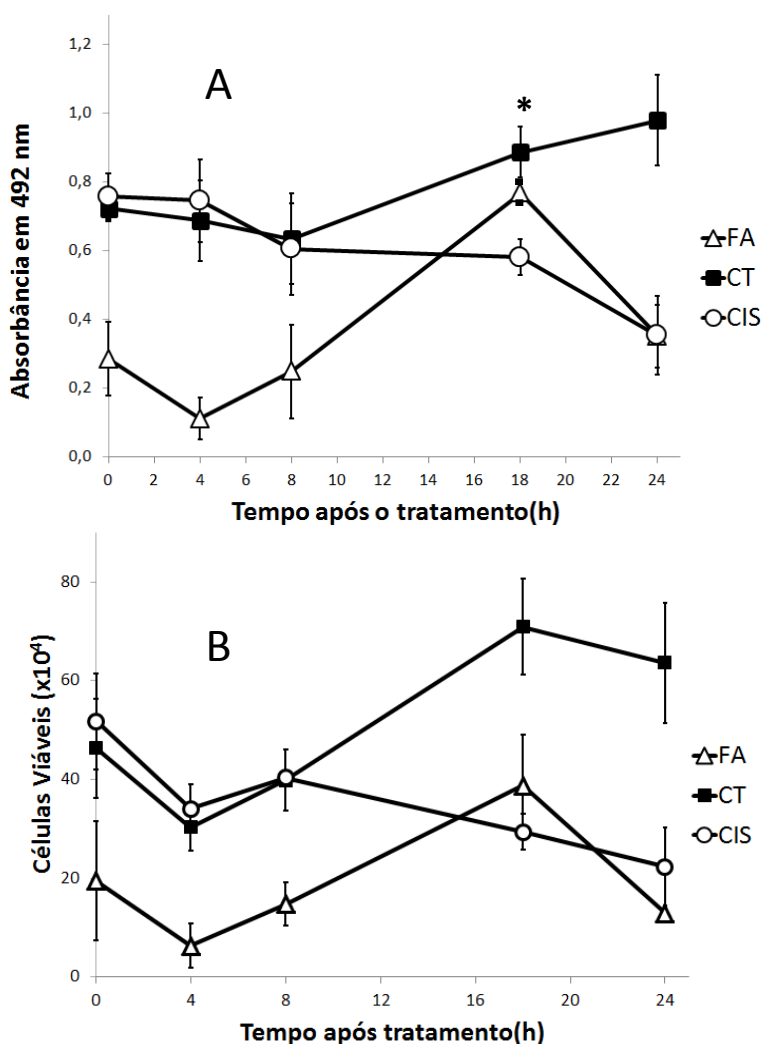 A
*
Absorbância em 492 nm
1,2
1,0
0,8
0,6
0,4
0,2
0,0
0 2 4 6 8 10 12 14 16 18 20 22 24
Tempo após o tratamento(h)
FA
CT
CIS
B
Células Viáveis (x10⁴)
80
60
40
20
0
0 4 8 12 16 20 24
Tempo após tratamento(h)
FA
CT
CIS